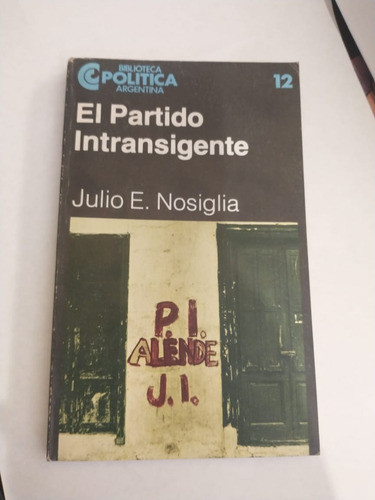 BIBLIOTECA
POLITICA
ARGENTINA
12
El Partido
Intransigente
Julio E. Nosiglia
P.I.
ALENDE
J.I.